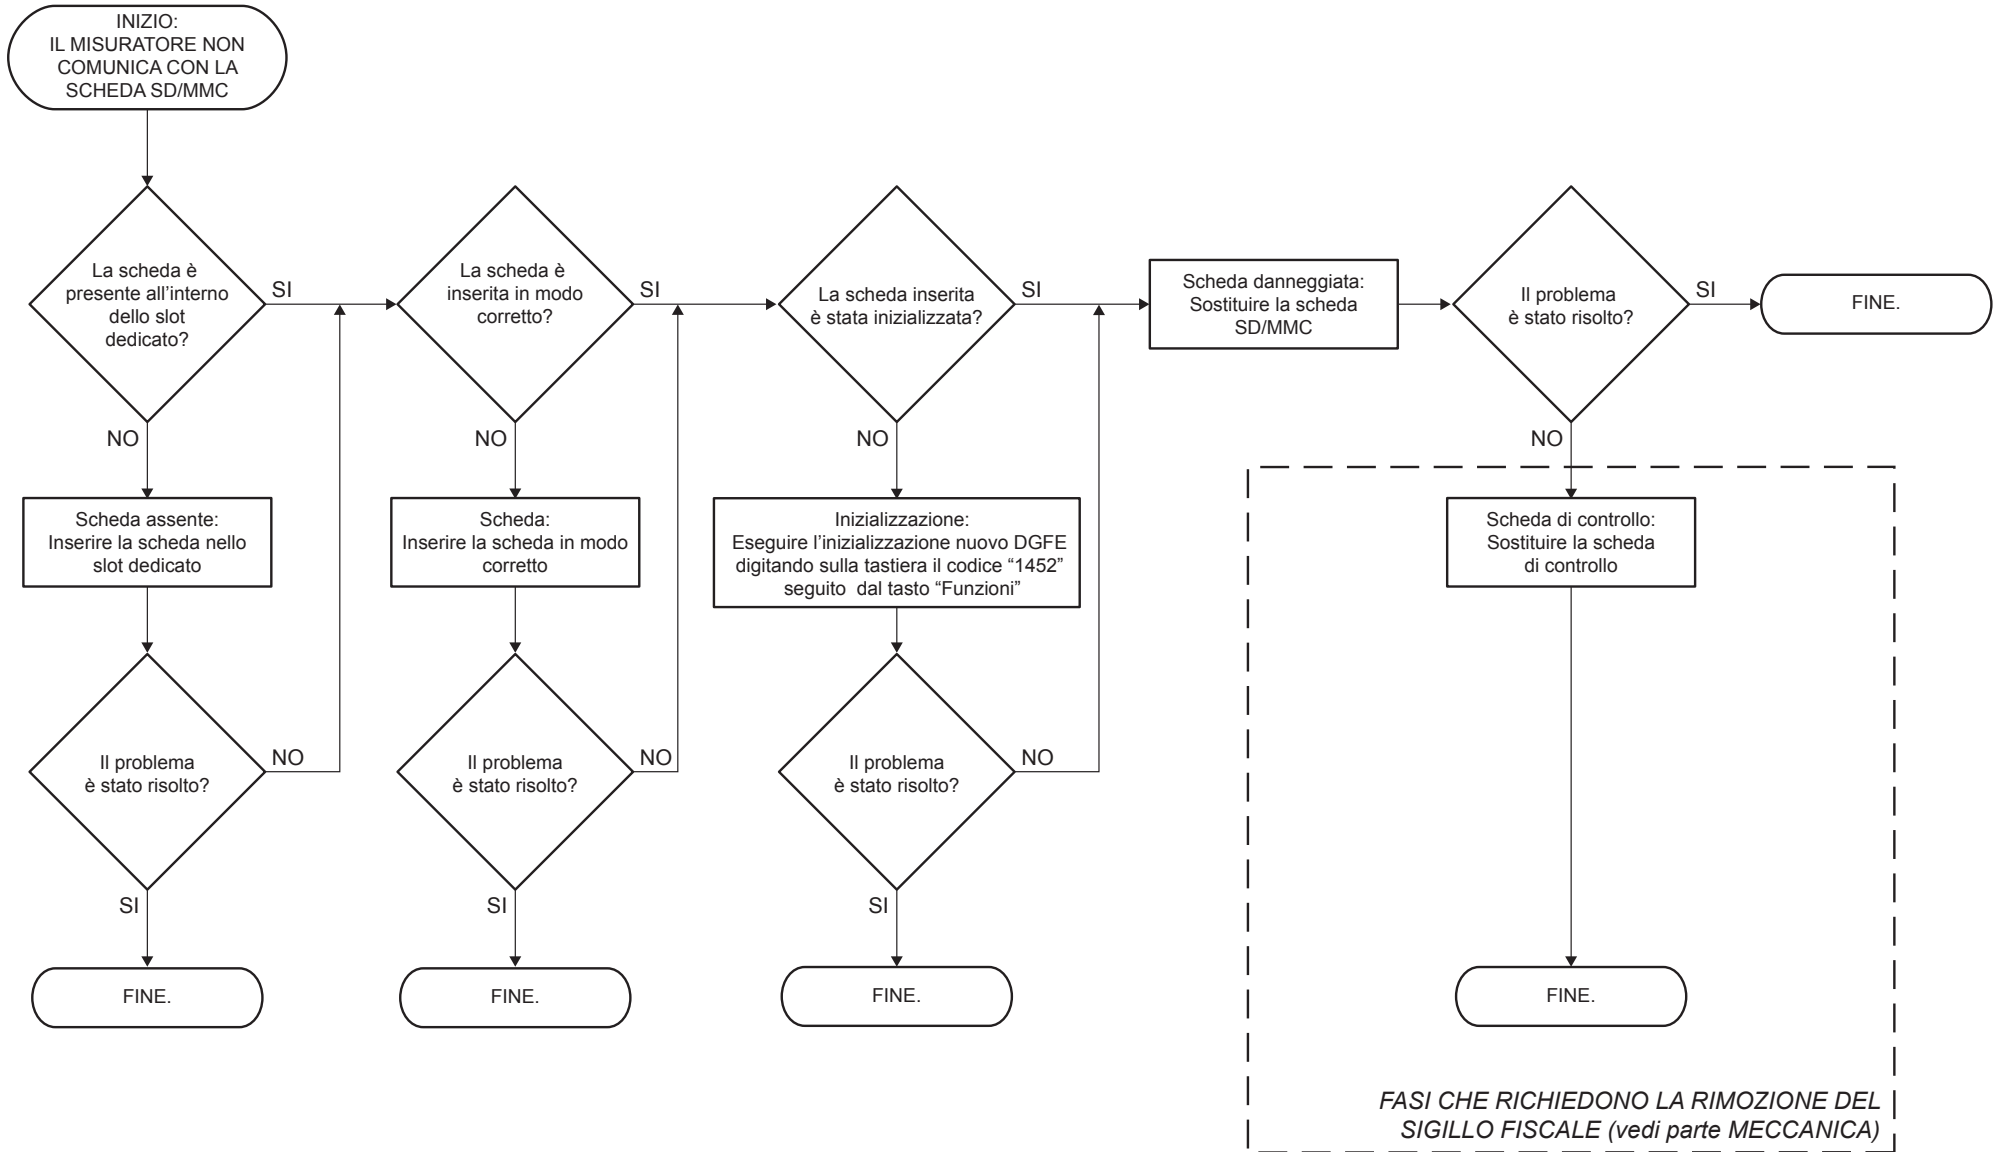 INIZIO:
IL MISURATORE NON
COMUNICA CON LA
SCHEDA SD/MMC
La scheda è
presente all’interno
dello slot
dedicato?
SI
NO
La scheda è
inserita in modo
corretto?
SI
NO
La scheda inserita
è stata inizializzata?
SI
NO
Scheda danneggiata:
Sostituire la scheda
SD/MMC
Il problema
è stato risolto?
SI
NO
FINE.
Scheda assente:
Inserire la scheda nello
slot dedicato
Scheda:
Inserire la scheda in modo
corretto
Inizializzazione:
Eseguire l’inizializzazione nuovo DGFE
digitando sulla tastiera il codice “1452”
seguito dal tasto “Funzioni”
Scheda di controllo:
Sostituire la scheda
di controllo
Il problema
è stato risolto?
NO
SI
Il problema
è stato risolto?
NO
SI
Il problema
è stato risolto?
NO
SI
FINE.
FINE.
FINE.
FINE.
FASI CHE RICHIEDONO LA RIMOZIONE DEL
SIGILLO FISCALE (vedi parte MECCANICA)